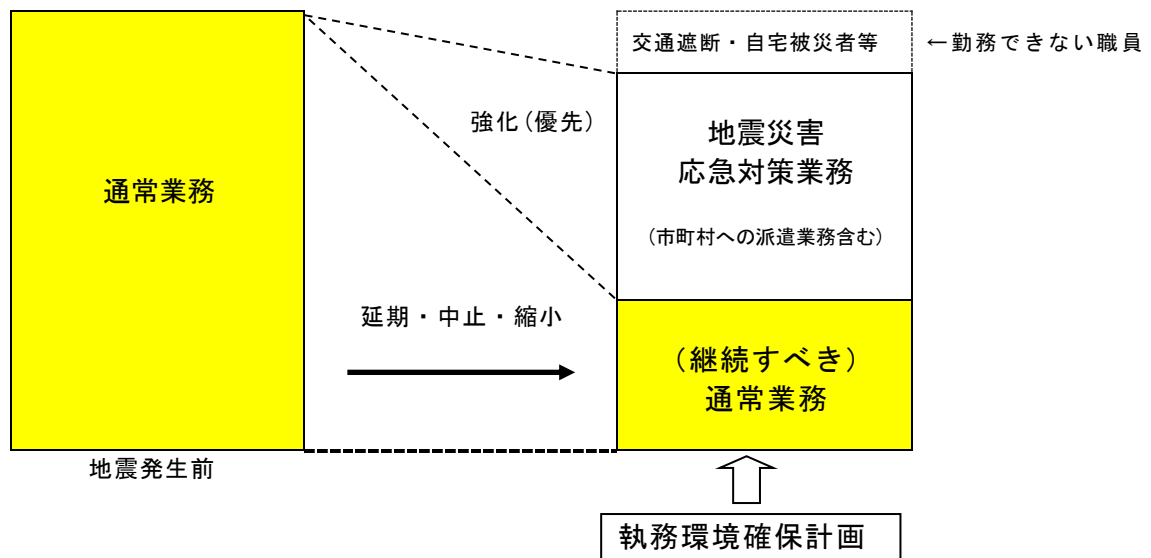 交通遮断・自宅被災者等
←勤務できない職員
強化(優先)
地震災害
応急対策業務
(市町村への派遣業務含む)
通常業務
延期・中止・縮小
(継続すべき)
通常業務
地震発生前
執務環境確保計画